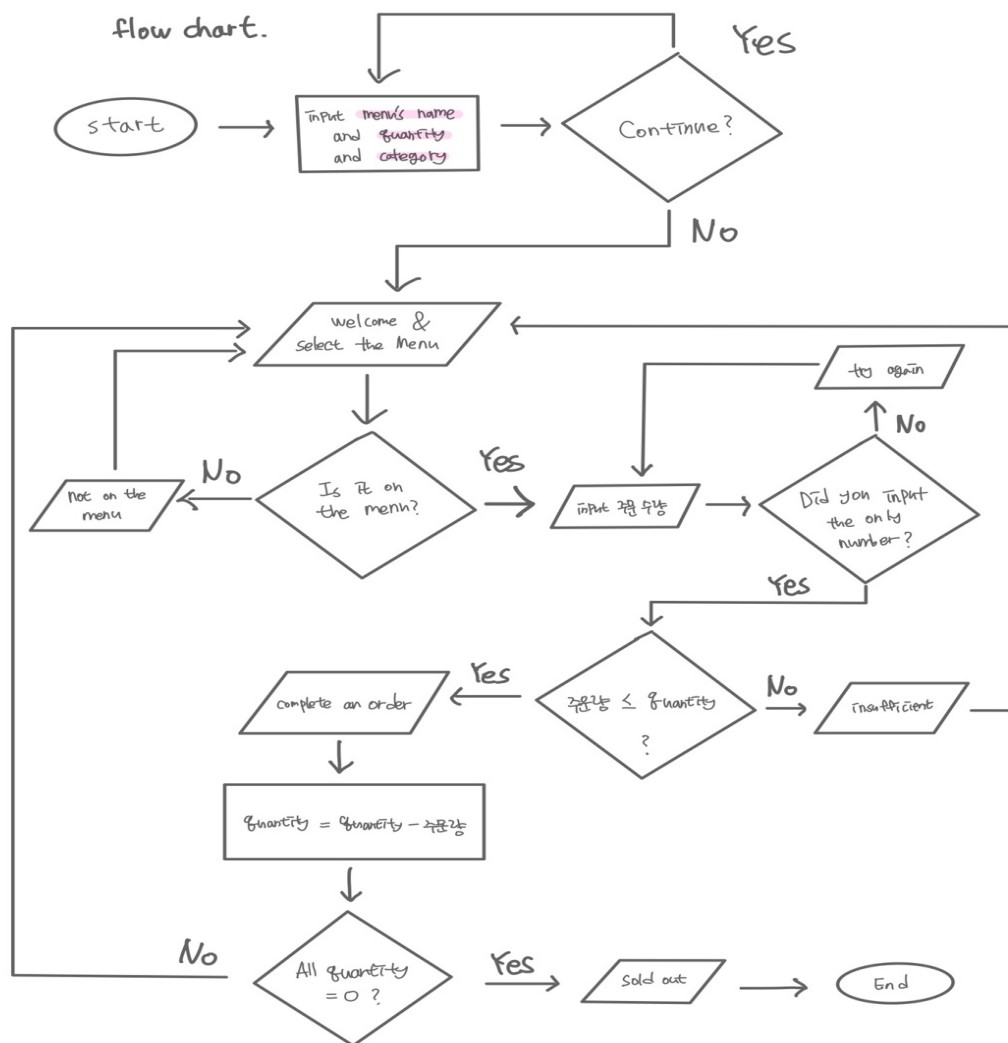 flow chart.
Yes
start
input menu's name
and quantity
and category
Continue?
No
welcome &
select the Menu
try again
No
No
Yes
not on the
menu
Is it on
the menu?
input 주문 수량
Did you input
the only
number?
Yes
Yes
No
complete an order
주문량 ≤ quantity
?
insufficient
quantity = quantity - 주문량
No
Yes
All quantity
= 0 ?
Sold out
End